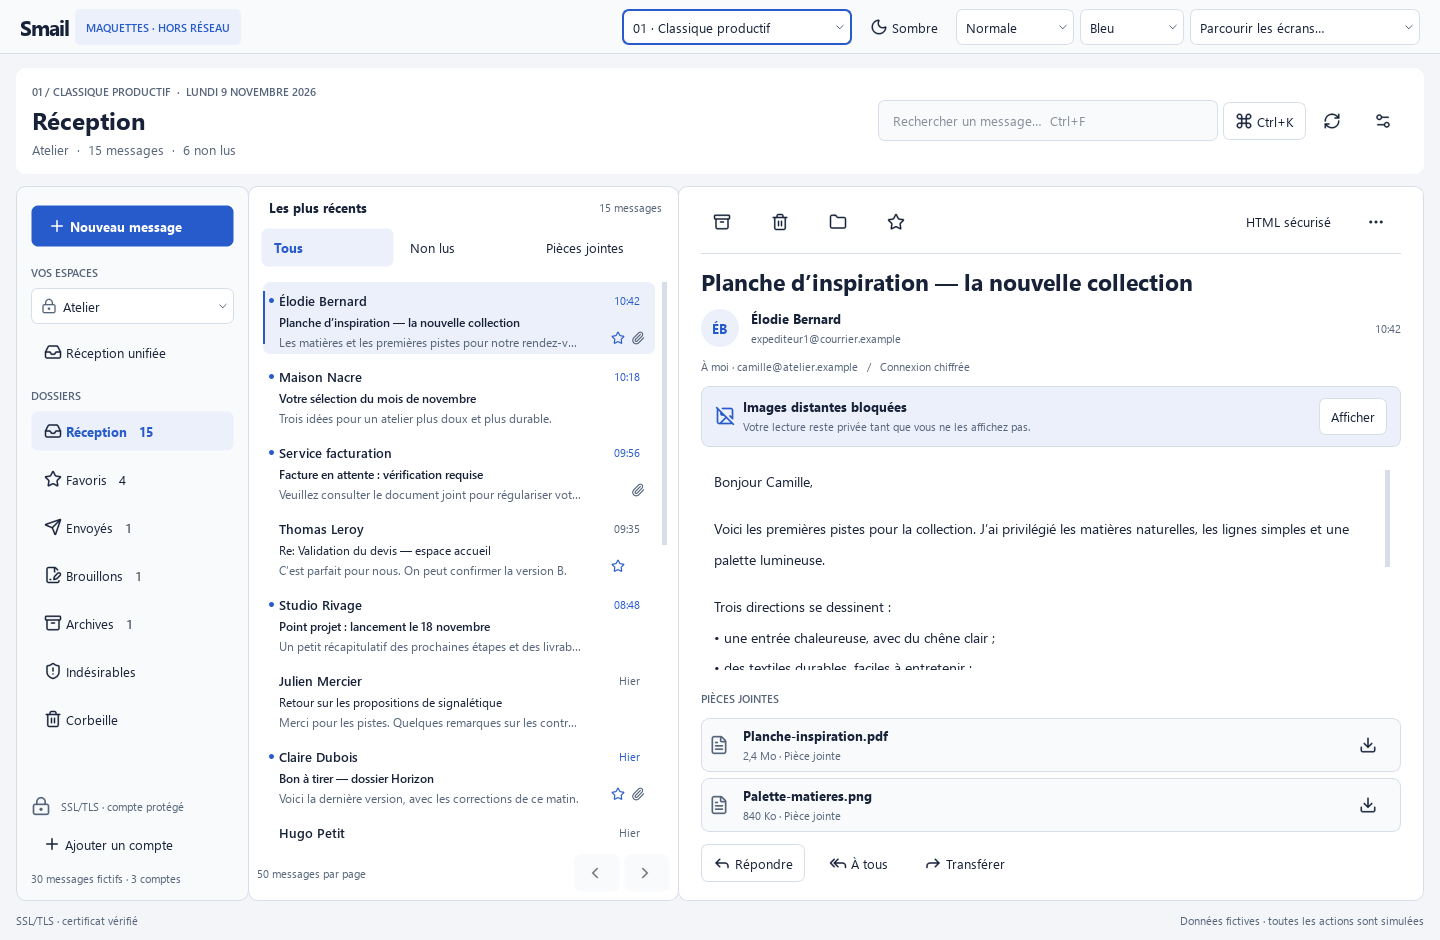 Smail
MAQUETTES · HORS RÉSEAU
01 · Classique productif
Sombre
Normale
Bleu
Parcourir les écrans...
01 / CLASSIQUE PRODUCTIF · LUNDI 9 NOVEMBRE 2026
Réception
Atelier · 15 messages · 6 non lus
Rechercher un message... Ctrl+F
Ctrl+K
Nouveau message
VOS ESPACES
Atelier
Réception unifiée
DOSSIERS
Réception 15
Favoris 4
Envoyés 1
Brouillons 1
Archives 1
Indésirables
Corbeille
SSL/TLS · compte protégé
Ajouter un compte
30 messages fictifs · 3 comptes
Les plus récents
15 messages
Tous
Non lus
Pièces jointes
Élodie Bernard 10:42
Planche d’inspiration — la nouvelle collection
Les matières et les premières pistes pour notre rendez-v...
Maison Nacre 10:18
Votre sélection du mois de novembre
Trois idées pour un atelier plus doux et plus durable.
Service facturation 09:56
Facture en attente : vérification requise
Veuillez consulter le document joint pour régulariser vot...
Thomas Leroy 09:35
Re: Validation du devis — espace accueil
C’est parfait pour nous. On peut confirmer la version B.
Studio Rivage 08:48
Point projet : lancement le 18 novembre
Un petit récapitulatif des prochaines étapes et des livrab...
Julien Mercier Hier
Retour sur les propositions de signalétique
Merci pour les pistes. Quelques remarques sur les contr...
Claire Dubois Hier
Bon à tirer — dossier Horizon
Voici la dernière version, avec les corrections de ce matin.
Hugo Petit Hier
50 messages par page
HTML sécurisé
Planche d’inspiration — la nouvelle collection
ÉB
Élodie Bernard
expediteur1@courrier.example
10:42
À moi · camille@atelier.example / Connexion chiffrée
Images distantes bloquées
Votre lecture reste privée tant que vous ne les affichez pas.
Afficher
Bonjour Camille,
Voici les premières pistes pour la collection. J’ai privilégié les matières naturelles, les lignes simples et une
palette lumineuse.
Trois directions se dessinent :
• une entrée chaleureuse, avec du chêne clair ;
• des textiles durables, faciles à entretenir ;
PIÈCES JOINTES
Planche-inspiration.pdf
2,4 Mo · Pièce jointe
Palette-matieres.png
840 Ko · Pièce jointe
Répondre
À tous
Transférer
SSL/TLS · certificat vérifié
Données fictives · toutes les actions sont simulées